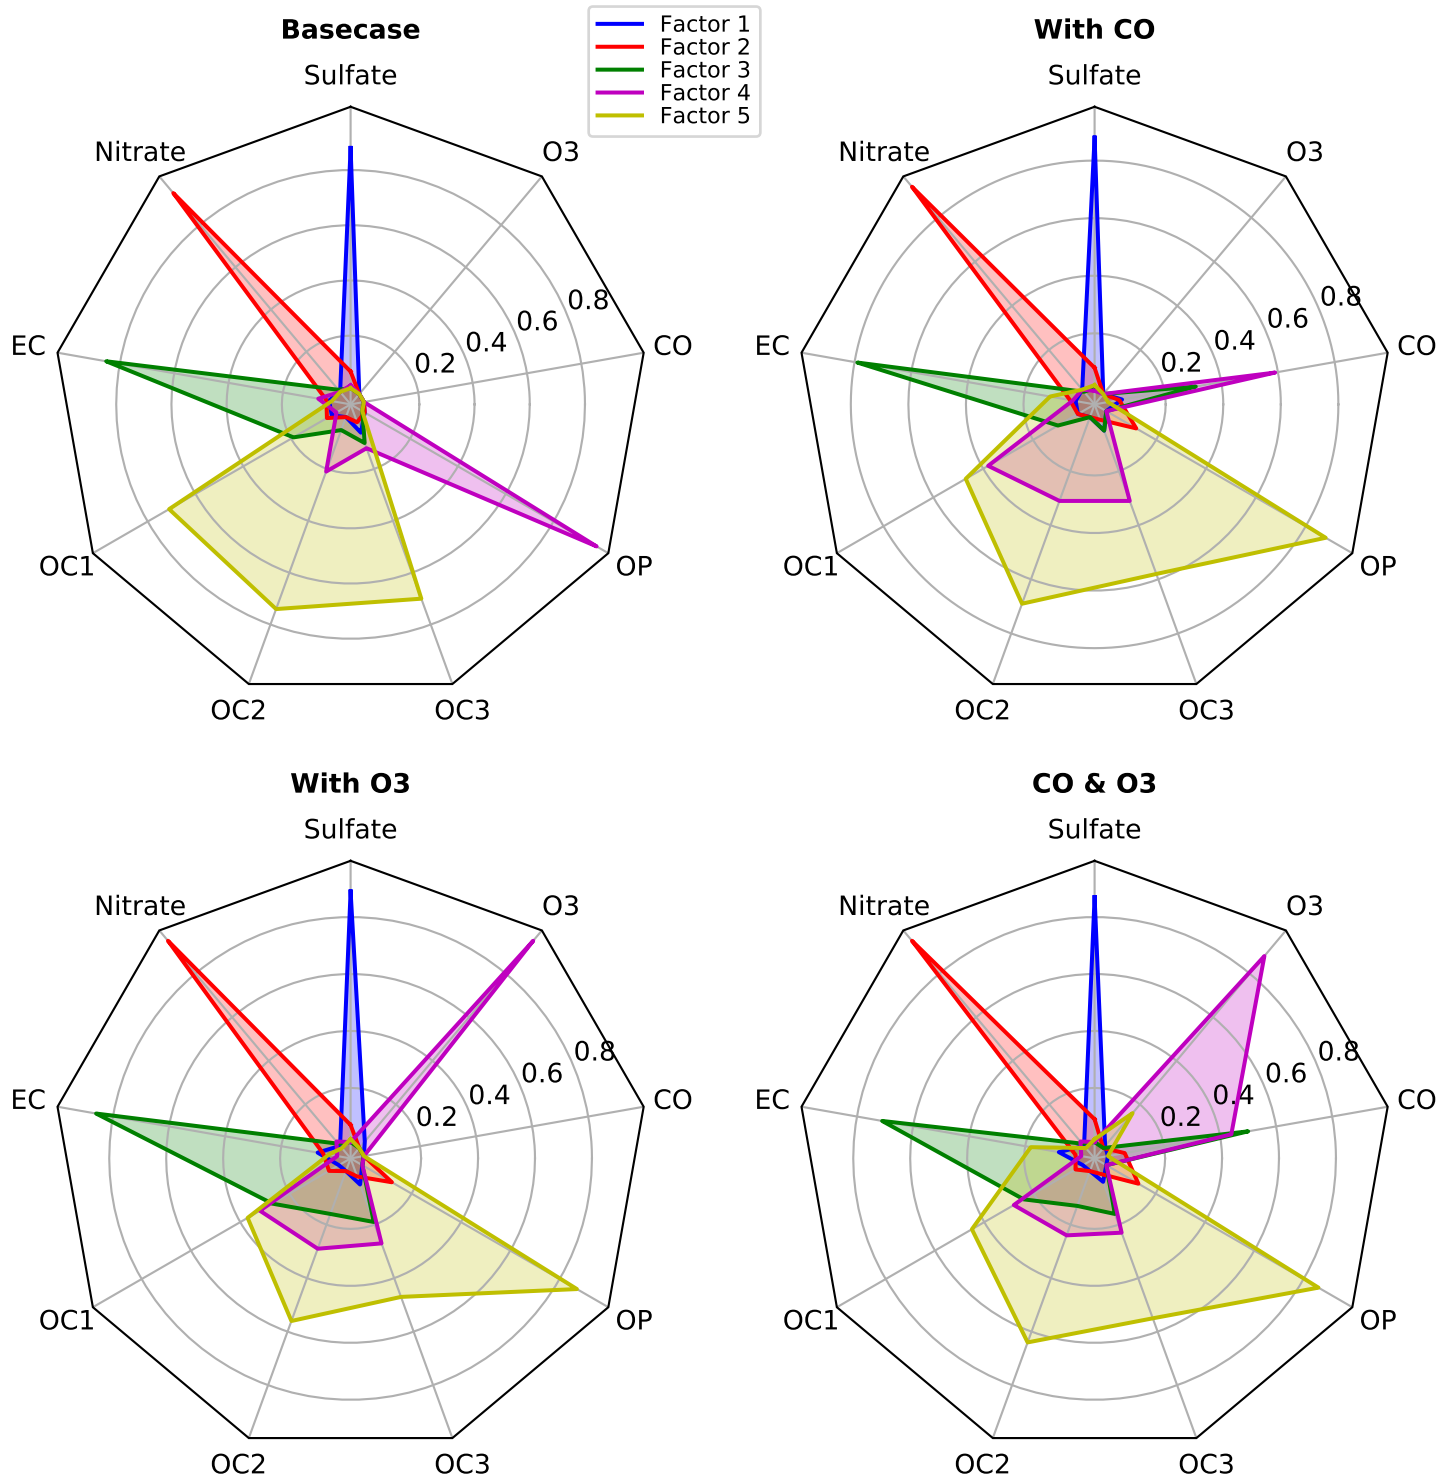 Basecase
Factor 1
Factor 2
Factor 3
Factor 4
Factor 5
With CO
Sulfate
Nitrate
O3
EC
CO
0.2
0.4
0.6
0.8
OC1
OP
OC2
OC3
Sulfate
Nitrate
O3
EC
CO
0.2
0.4
0.6
0.8
OC1
OP
OC2
OC3
With O3
Sulfate
Nitrate
O3
EC
CO
0.2
0.4
0.6
0.8
OC1
OP
OC2
OC3
CO & O3
Sulfate
Nitrate
O3
EC
CO
0.2
0.4
0.6
0.8
OC1
OP
OC2
OC3